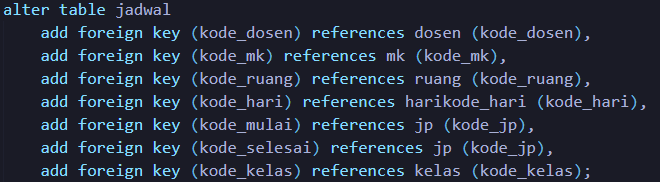 alter table jadwal
add foreign key (kode_dosen) references dosen (kode_dosen),
add foreign key (kode_mk) references mk (kode_mk),
add foreign key (kode_ruang) references ruang (kode_ruang),
add foreign key (kode_hari) references harikode_hari (kode_hari),
add foreign key (kode_mulai) references jp (kode_jp),
add foreign key (kode_selesai) references jp (kode_jp),
add foreign key (kode_kelas) references kelas (kode_kelas);